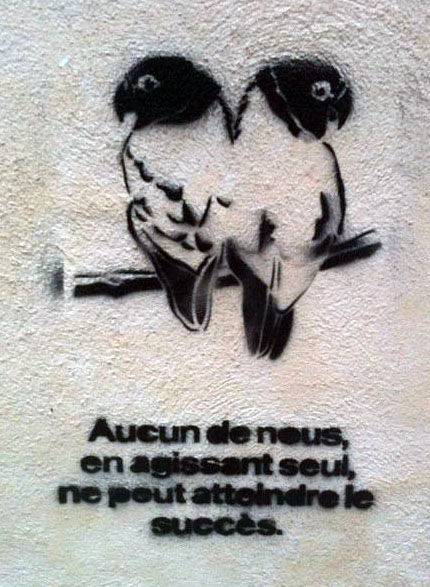 Aucun de nous,
en agissant seul,
ne peut atteindre le
succès.